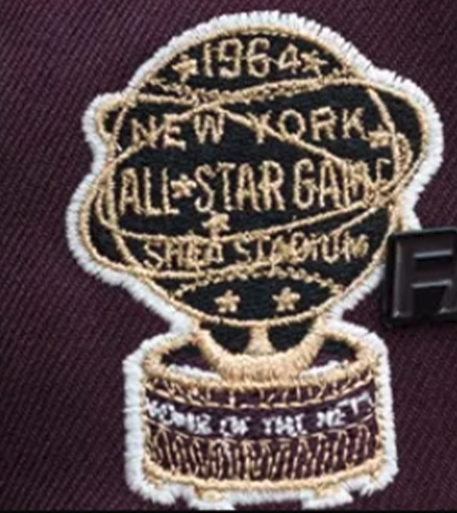 1964
NEW YORK
ALL★STAR GAME
SHEA STADIUM
HOME OF THE METS
F